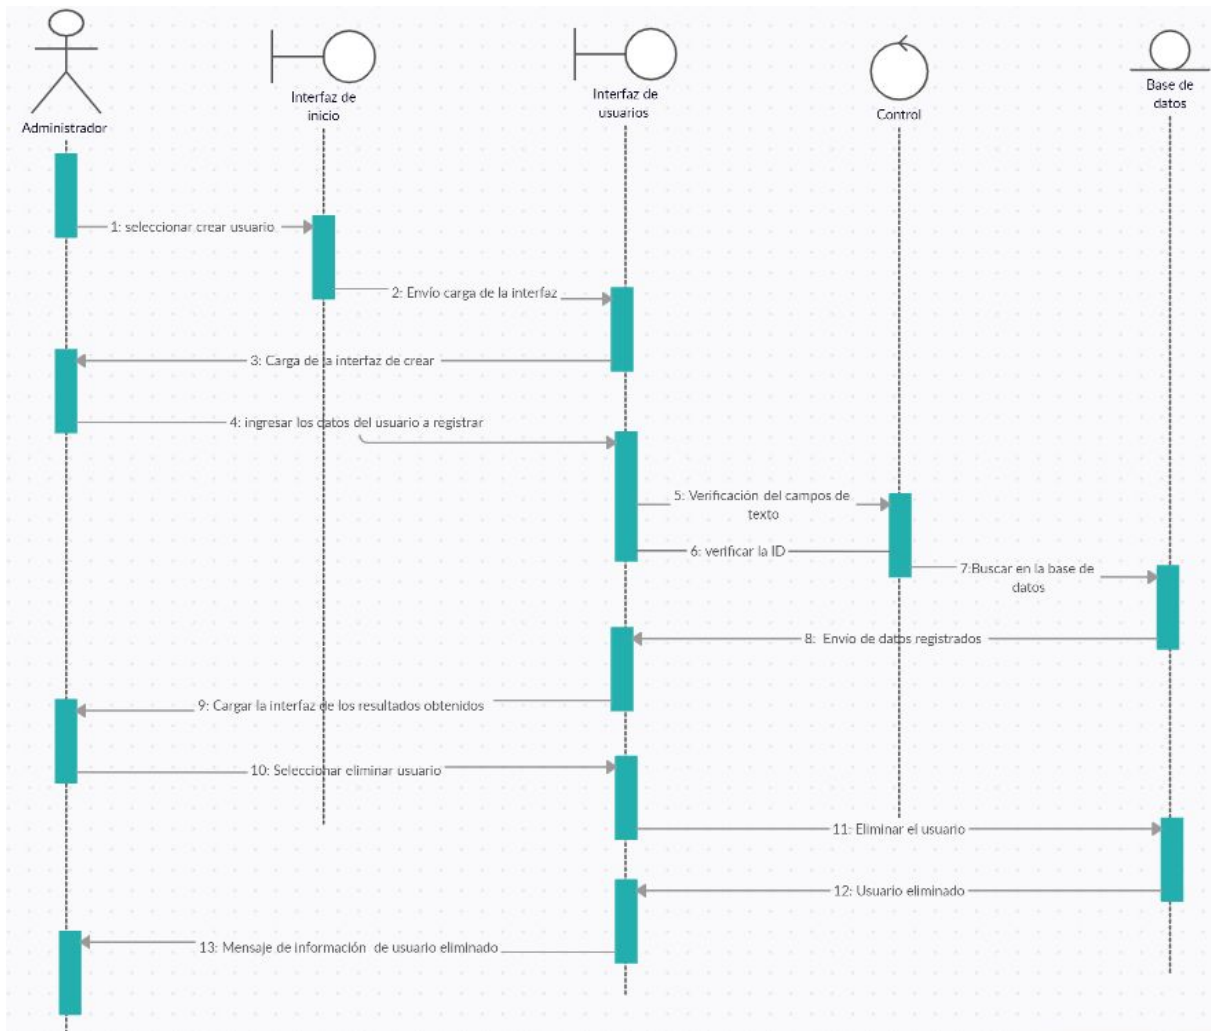 Administrador
Interfaz de
inicio
Interfaz de
usuarios
Control
Base de
datos
1: seleccionar crear usuario
2: Envío carga de la interfaz
3: Carga de la interfaz de crear
4: ingresar los datos del usuario a registrar
5: Verificación del campos de
texto
6: verificar la ID
7:Buscar en la base de
datos
8: Envío de datos registrados
9: Cargar la interfaz de los resultados obtenidos
10: Seleccionar eliminar usuario
11: Eliminar el usuario
12: Usuario eliminado
13: Mensaje de información de usuario eliminado